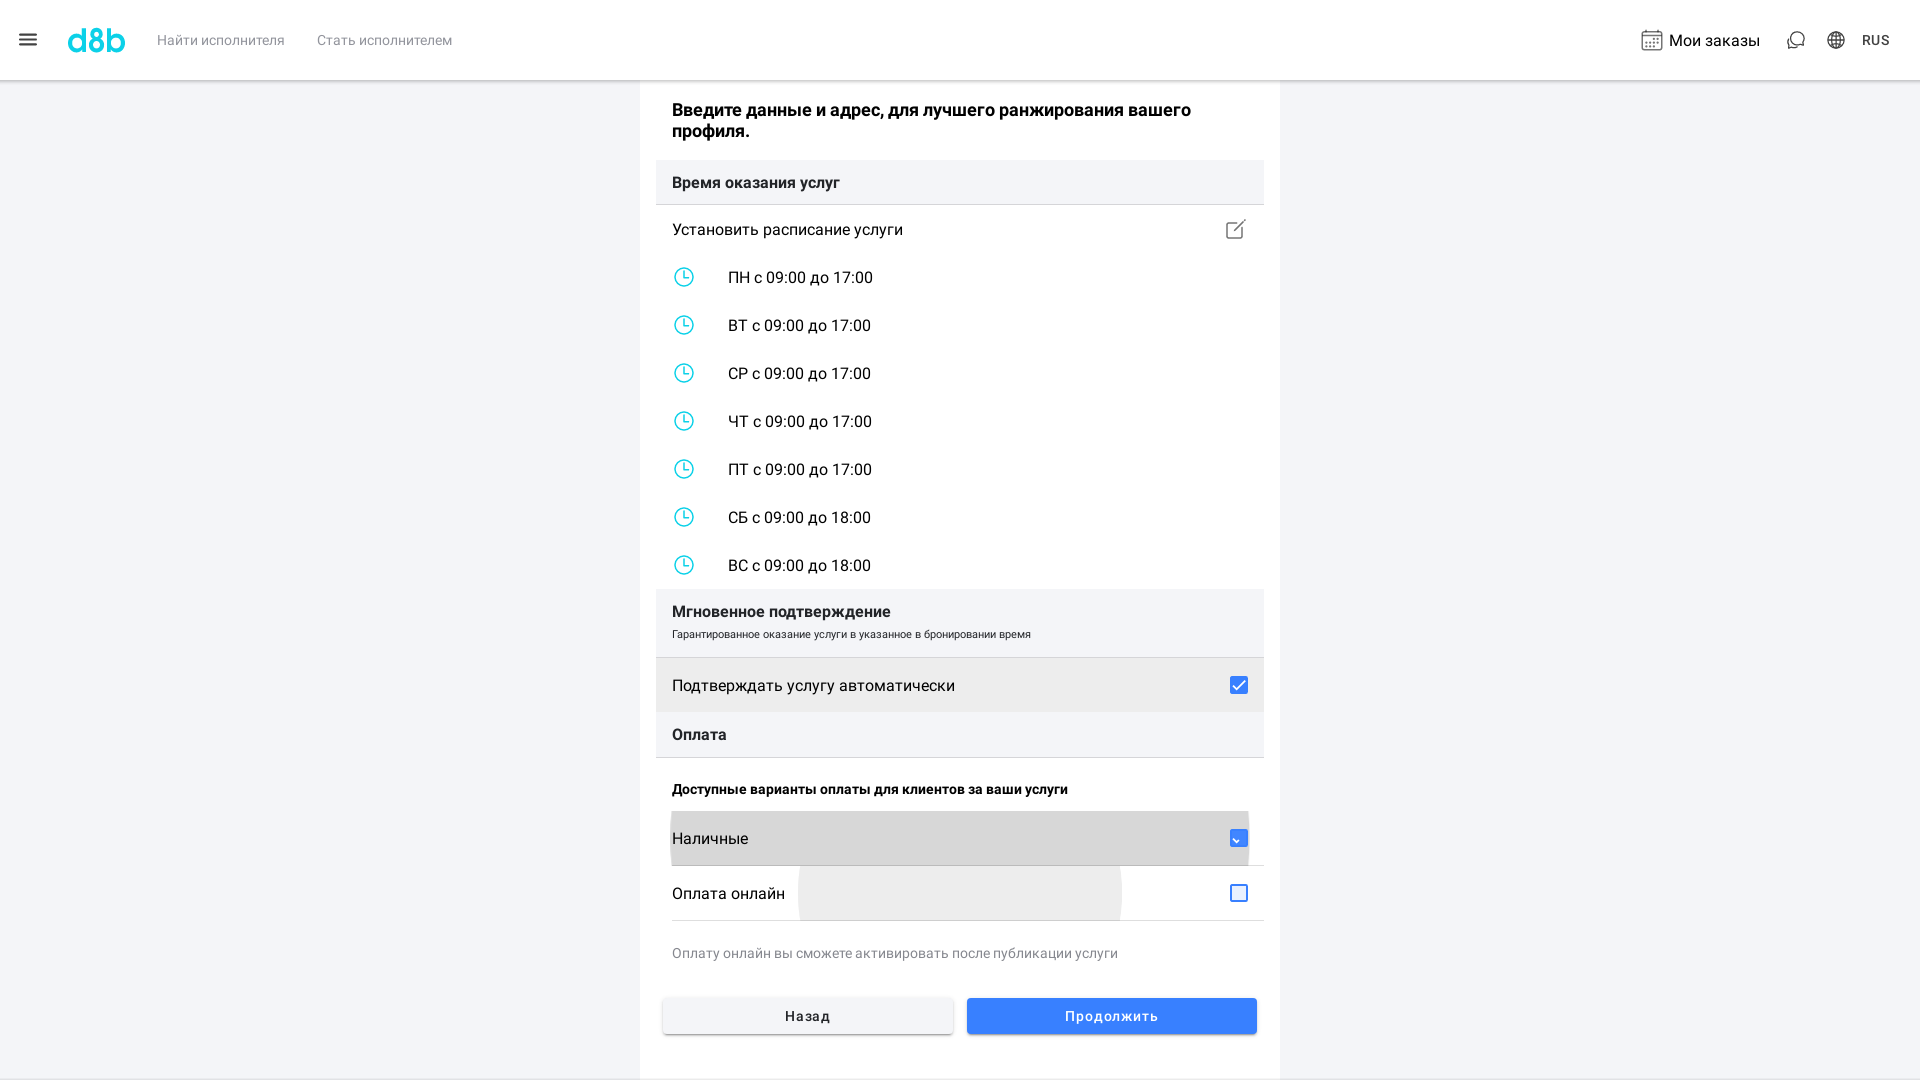 d8b
Найти исполнителя
Стать исполнителем
Мои заказы
RUS
Введите данные и адрес, для лучшего ранжирования вашего
профиля.
Время оказания услуг
Установить расписание услуги
ПН с 09:00 до 17:00
ВТ с 09:00 до 17:00
СР с 09:00 до 17:00
ЧТ с 09:00 до 17:00
ПТ с 09:00 до 17:00
СБ с 09:00 до 18:00
ВС с 09:00 до 18:00
Мгновенное подтверждение
Гарантированное оказание услуги в указанное в бронировании время
Подтверждать услугу автоматически
Оплата
Доступные варианты оплаты для клиентов за ваши услуги
Наличные
Оплата онлайн
Оплату онлайн вы сможете активировать после публикации услуги
Назад
Продолжить